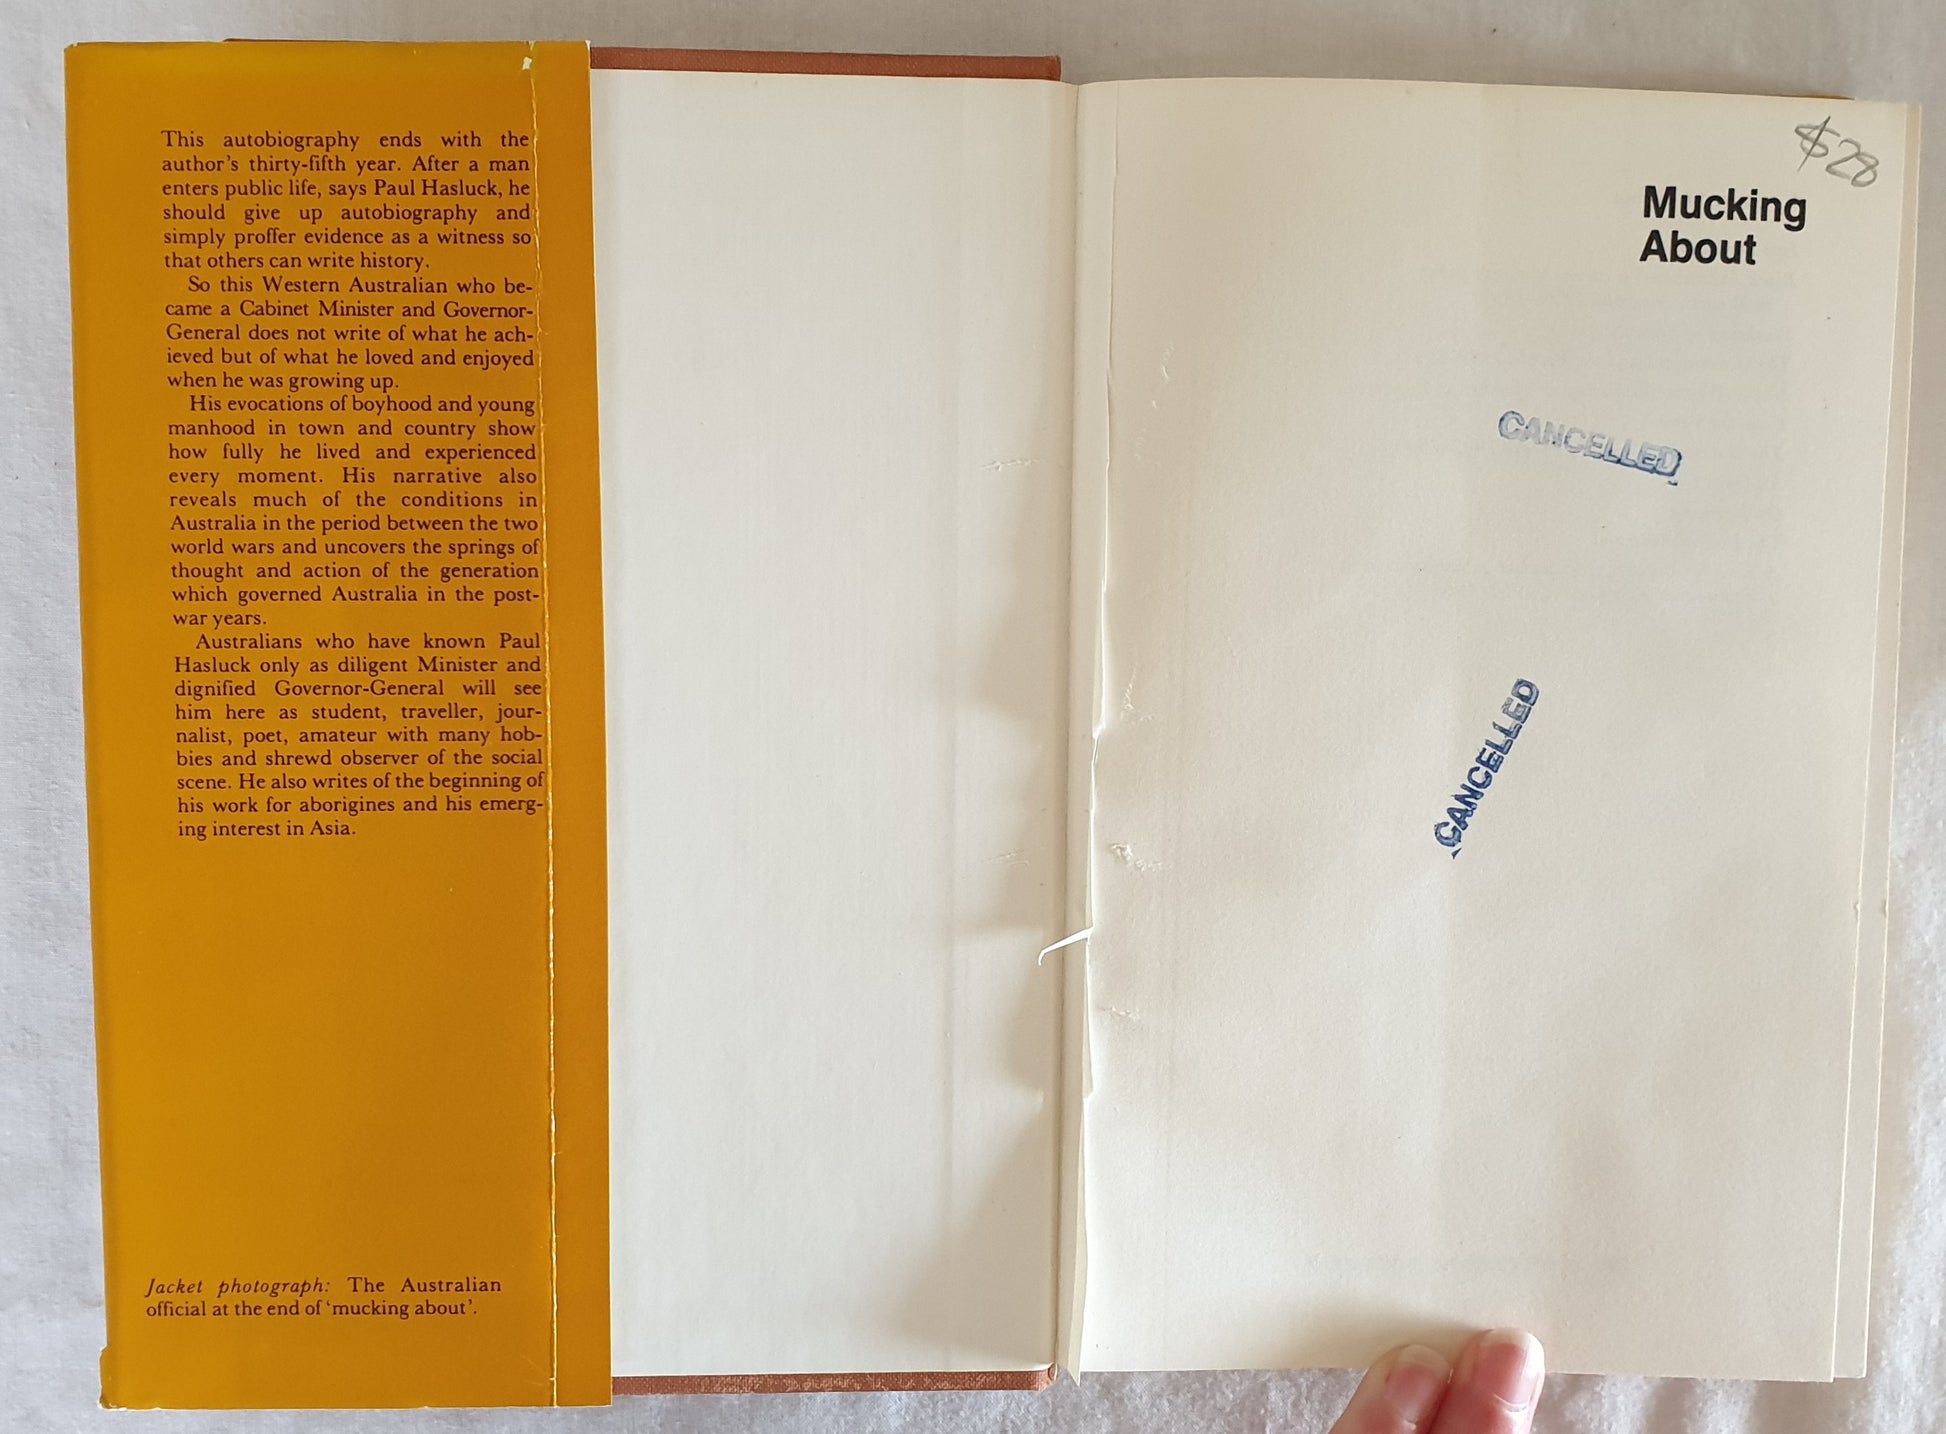 This autobiography ends with the
author's thirty-fifth year. After a man
enters public life, says Paul Hasluck, he
should give up autobiography and
simply proffer evidence as a witness so
that others can write history.
So this Western Australian who be-
came a Cabinet Minister and Governor-
General does not write of what he ach-
ieved but of what he loved and enjoyed
when he was growing up.
His evocations of boyhood and young
manhood in town and country show
how fully he lived and experienced
every moment. His narrative also
reveals much of the conditions in
Australia in the period between the two
world wars and uncovers the springs of
thought and action of the generation
which governed Australia in the post-
war years.
Australians who have known Paul
Hasluck only as diligent Minister and
dignified Governor-General will see
him here as student, traveller, jour-
nalist, poet, amateur with many hob-
bies and shrewd observer of the social
scene. He also writes of the beginning of
his work for aborigines and his emerg-
ing interest in Asia.
Jacket photograph: The Australian
official at the end of 'mucking about'.
$28
Mucking
About
CANCELLED
CANCELLED